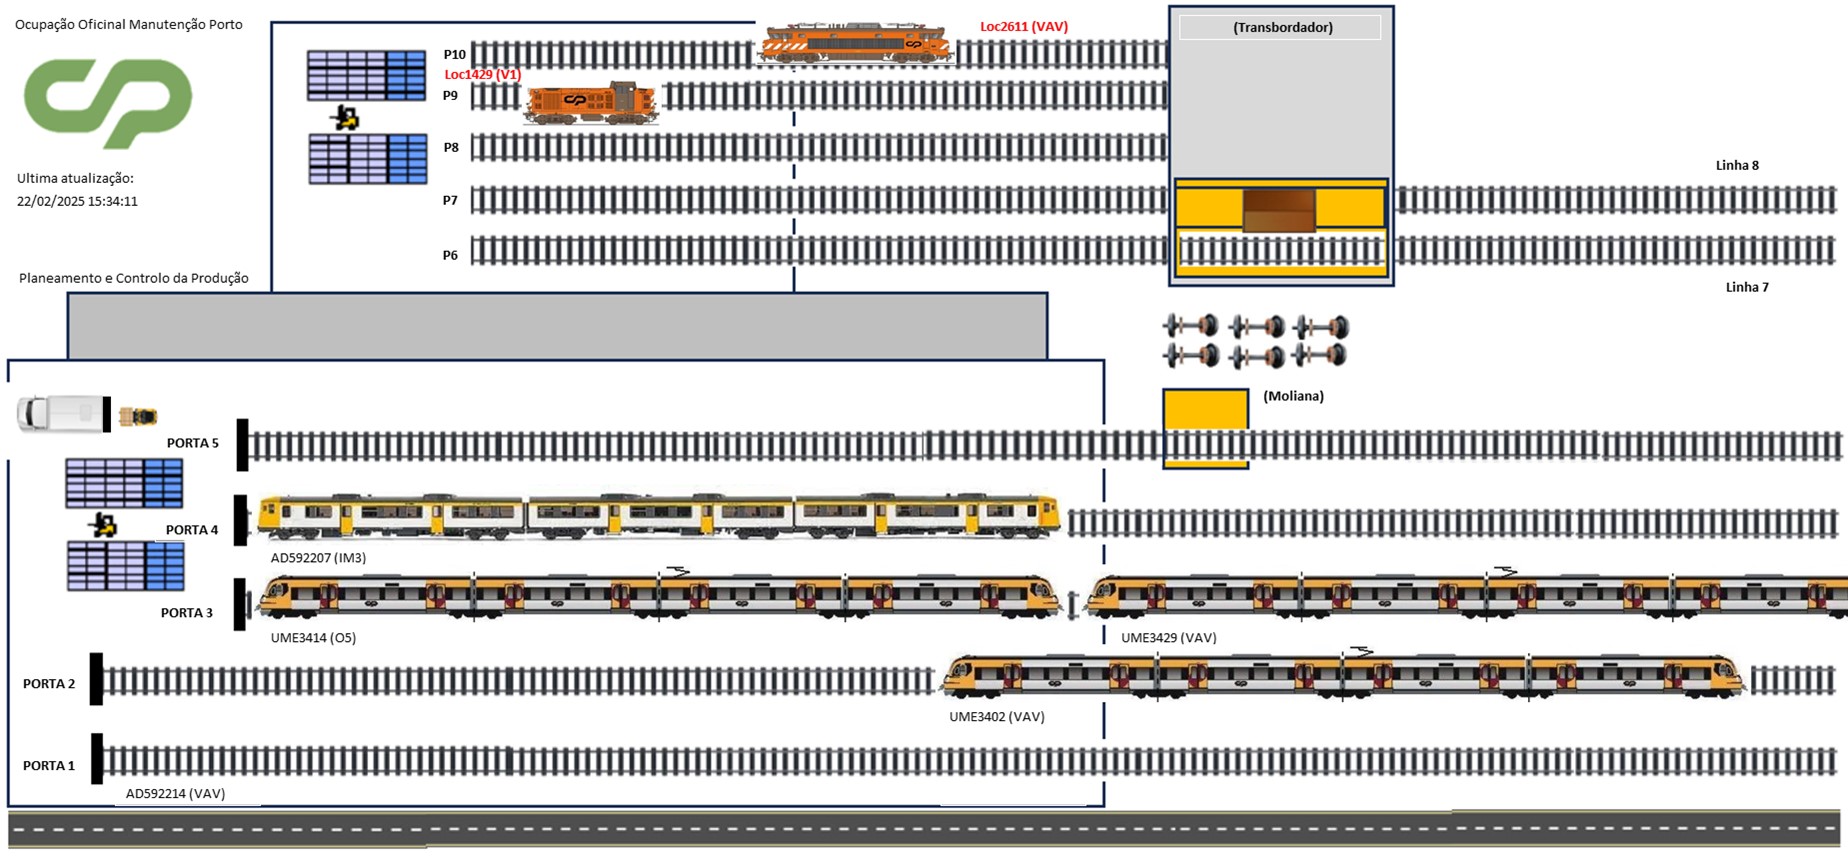 Ocupação Oficinal Manutenção Porto
Loc2611 (VAV)
(Transbordador)
P10
Loc1429 (V1)
P9
P8
Linha 8
Ultima atualização:
22/02/2025 15:34:11
P7
P6
Planeamento e Controlo da Produção
Linha 7
(Moliana)
PORTA 5
PORTA 4
AD592207 (IM3)
PORTA 3
UME3414 (O5)
UME3429 (VAV)
PORTA 2
UME3402 (VAV)
PORTA 1
AD592214 (VAV)